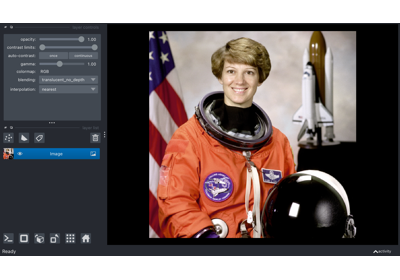 opacity: 1.00
contrast limits:
auto-contrast: once continuous
gamma: 1.00
colormap: RGB
blending: translucent_no_depth
interpolation: nearest
Image
Ready activity